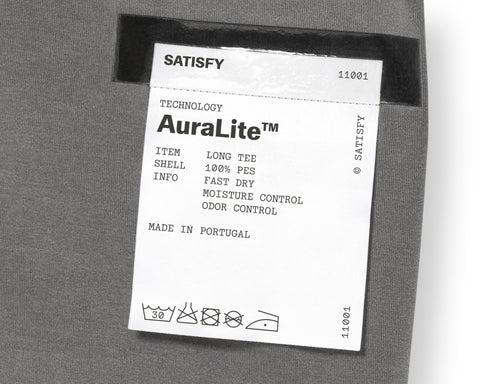 SATISFY
11001
TECHNOLOGY
AuraLite™
ITEM LONG TEE
SHELL 100% PES
INFO FAST DRY
MOISTURE CONTROL
ODOR CONTROL
MADE IN PORTUGAL
© SATISFY
30
11001